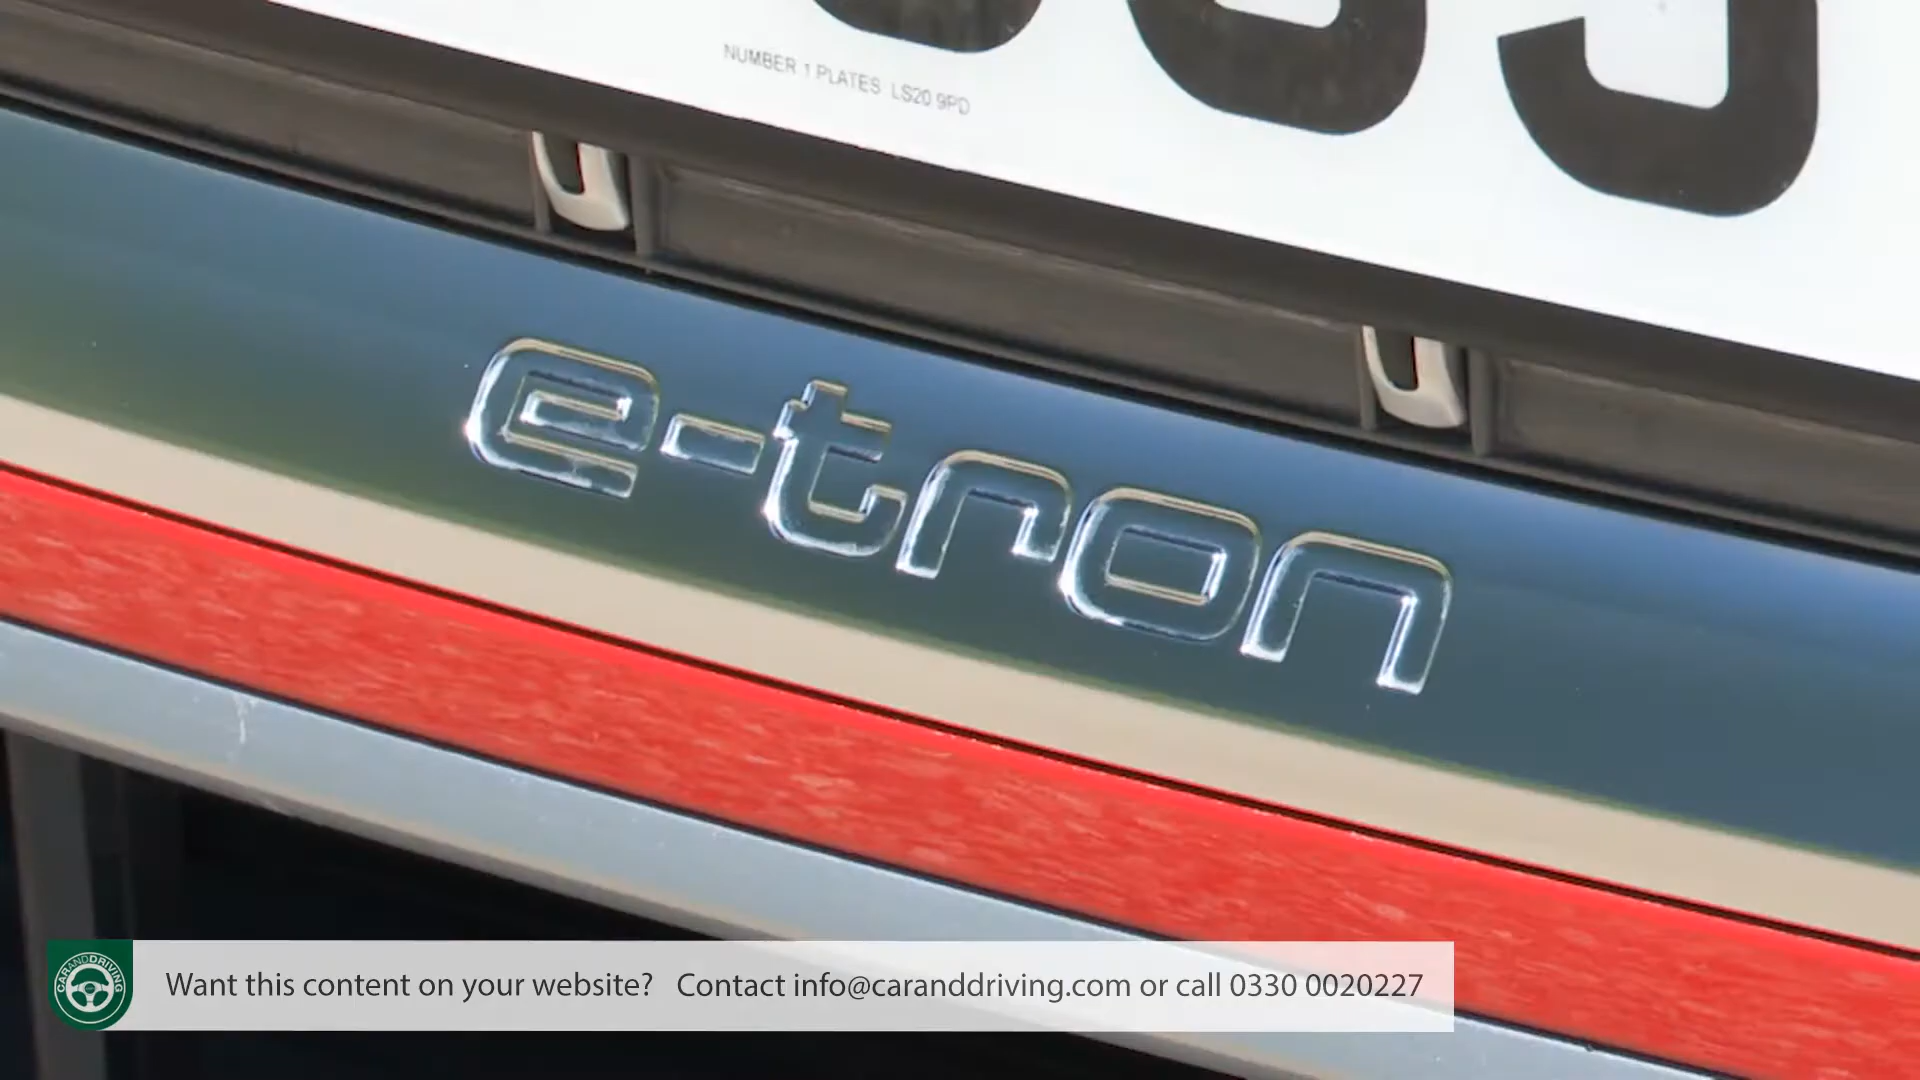 NUMBER 1 PLATES LS20 9PD
e-tron
CARANDDRIVING
Want this content on your website? Contact info@caranddriving.com or call 0330 0020227